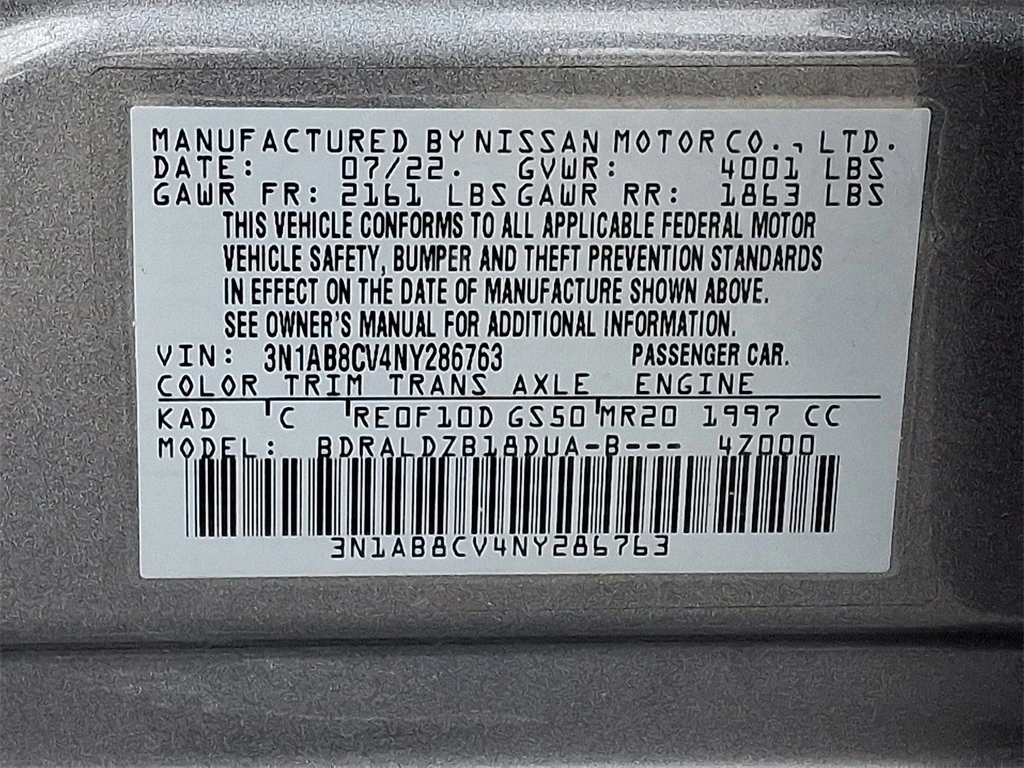 MANUFACTURED BY NISSAN MOTOR CO., LTD.
DATE: 07/22. GVWR: 4001 LBS
GAWR FR: 2161 LBS GAWR RR: 1863 LBS
THIS VEHICLE CONFORMS TO ALL APPLICABLE FEDERAL MOTOR
VEHICLE SAFETY, BUMPER AND THEFT PREVENTION STANDARDS
IN EFFECT ON THE DATE OF MANUFACTURE SHOWN ABOVE.
SEE OWNER'S MANUAL FOR ADDITIONAL INFORMATION.
VIN: 3N1AB8CV4NY286763 PASSENGER CAR.
COLOR TRIM TRANS AXLE ENGINE
KAD C RE0F10D GS50 MR20 1997 CC
MODEL: BDRALDZB18DUA-B--- 4Z000
3N1AB8CV4NY286763